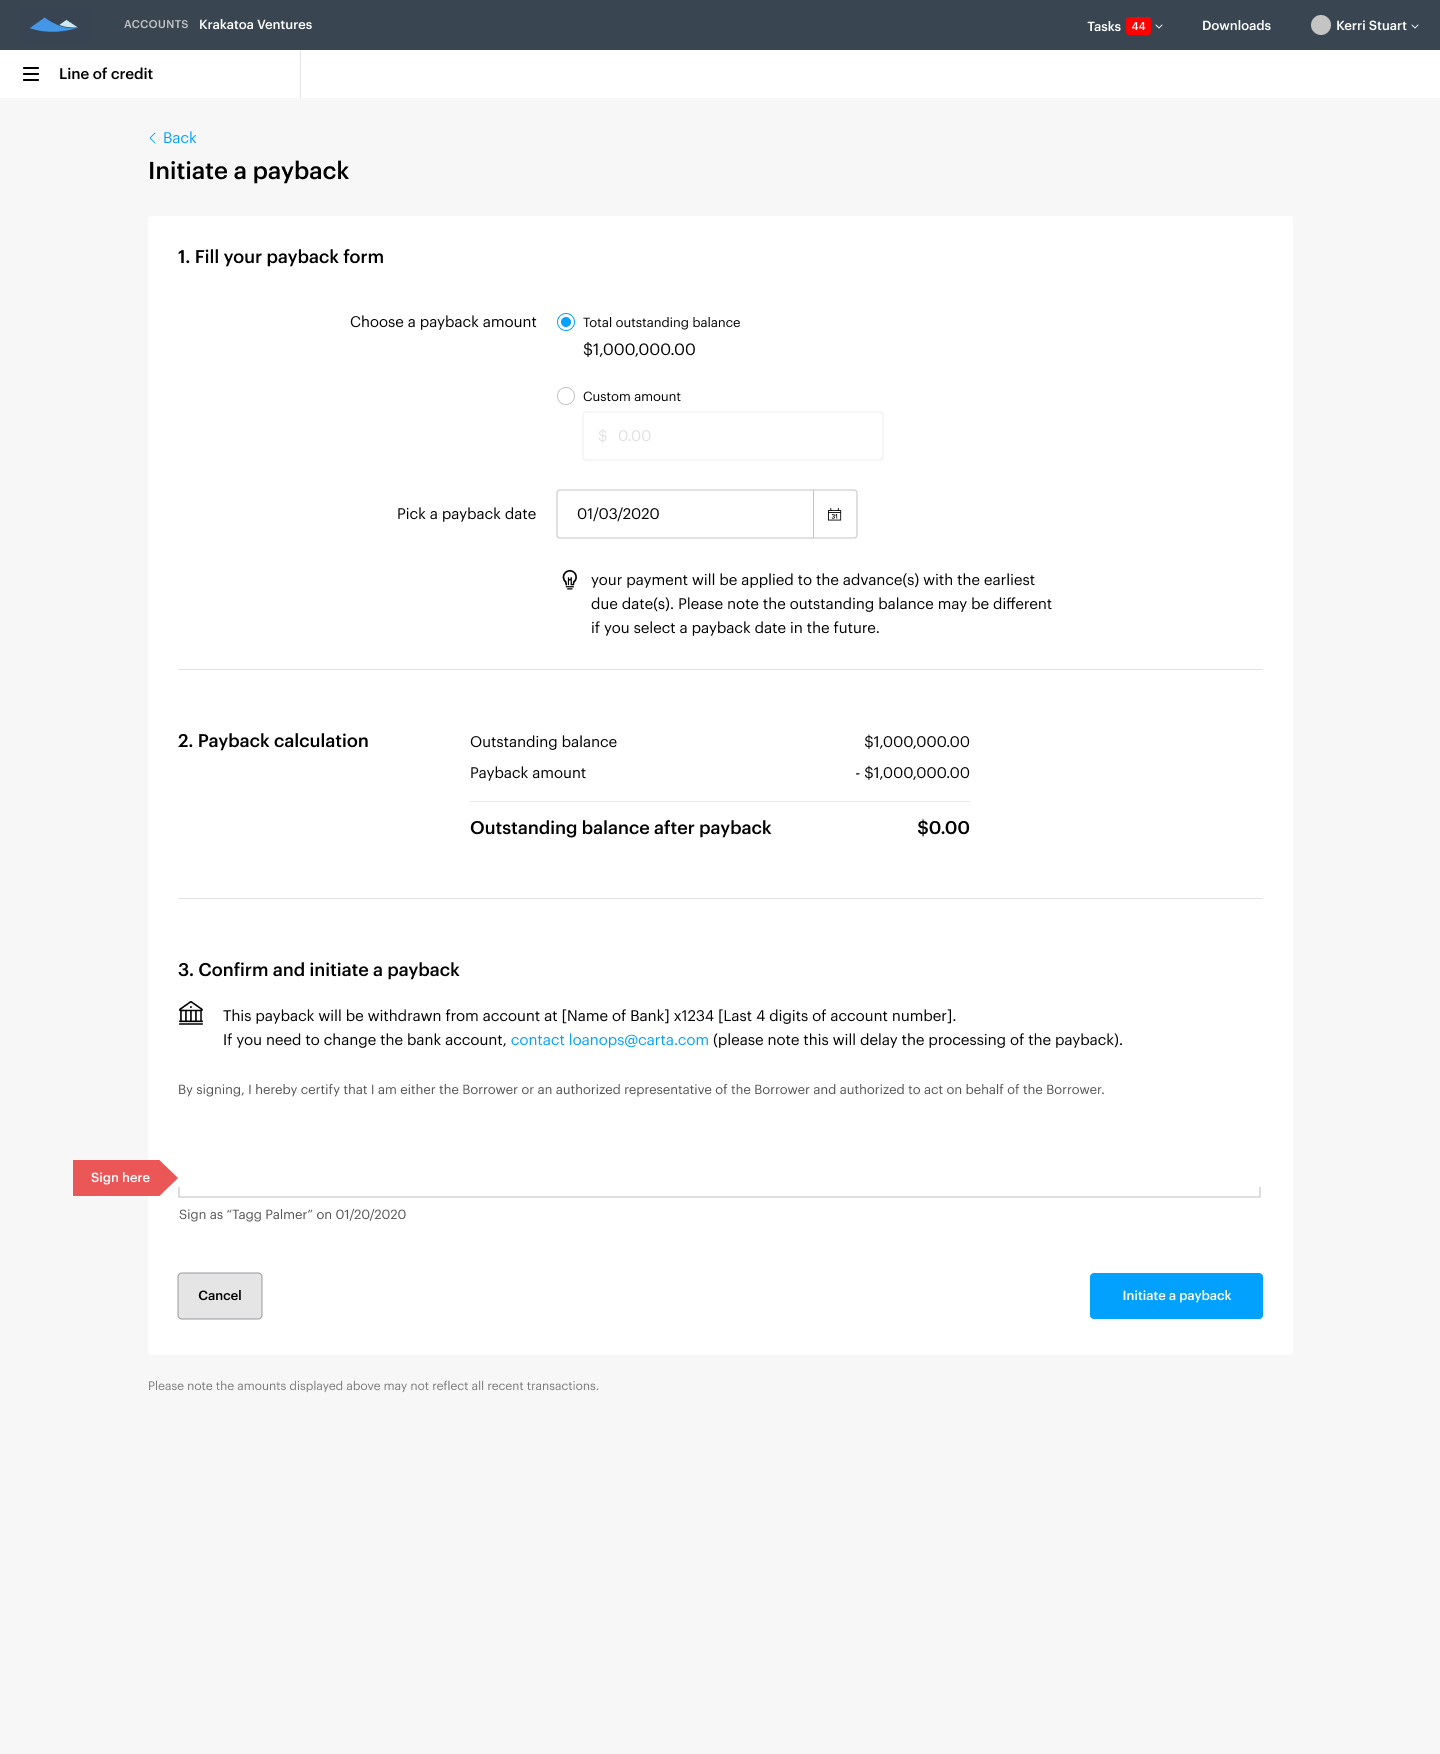 ACCOUNTS Krakatoa Ventures Tasks 44 Downloads Kerri Stuart
Line of credit
Back
Initiate a payback
1. Fill your payback form
Choose a payback amount Total outstanding balance
$1,000,000.00
Custom amount
$ 0.00
Pick a payback date 01/03/2020 31
your payment will be applied to the advance(s) with the earliest
due date(s). Please note the outstanding balance may be different
if you select a payback date in the future.
2. Payback calculation Outstanding balance $1,000,000.00
Payback amount - $1,000,000.00
Outstanding balance after payback $0.00
3. Confirm and initiate a payback
This payback will be withdrawn from account at [Name of Bank] x1234 [Last 4 digits of account number].
If you need to change the bank account, contact loanops@carta.com (please note this will delay the processing of the payback).
By signing, I hereby certify that I am either the Borrower or an authorized representative of the Borrower and authorized to act on behalf of the Borrower.
Sign here
Sign as “Tagg Palmer” on 01/20/2020
Cancel Initiate a payback
Please note the amounts displayed above may not reflect all recent transactions.